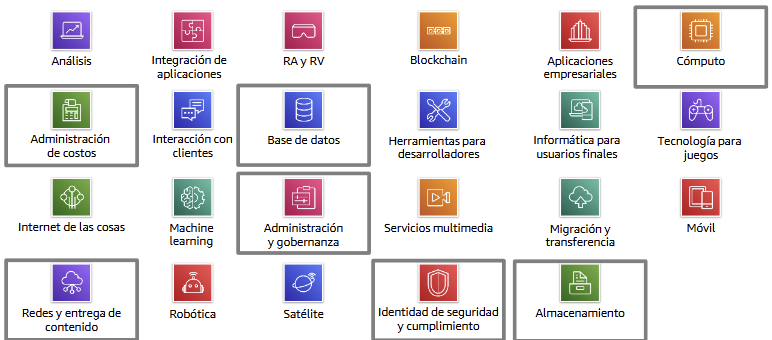 Análisis
Integración de
aplicaciones
RA y RV
Blockchain
Aplicaciones
empresariales
Cómputo
Administración
de costos
Interacción con
clientes
Base de datos
Herramientas para
desarrolladores
Informática para
usuarios finales
Tecnología para
juegos
Internet de las cosas
Machine
learning
Administración
y gobernanza
Servicios multimedia
Migración y
transferencia
Móvil
Redes y entrega de
contenido
Robótica
Satélite
Identidad de seguridad
y cumplimiento
Almacenamiento